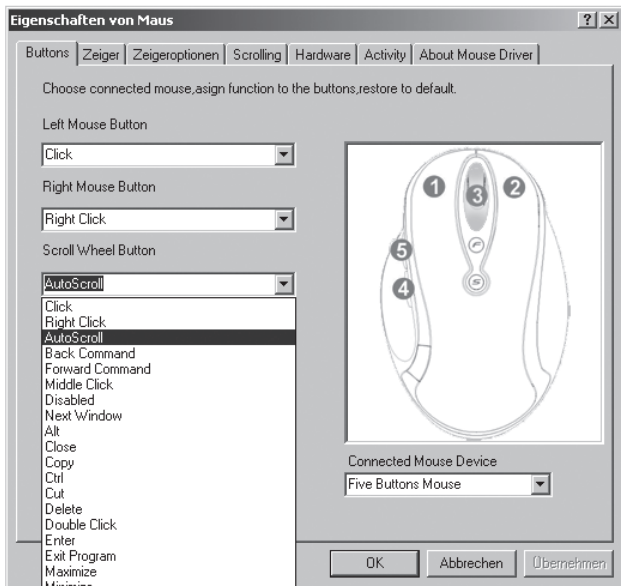 Eigenschaften von Maus
Buttons Zeiger Zeigeroptionen Scrolling Hardware Activity About Mouse Driver
Choose connected mouse,asign function to the buttons,restore to default.
Left Mouse Button
Click
Right Mouse Button
Right Click
Scroll Wheel Button
AutoScroll
Click
Right Click
AutoScroll
Back Command
Forward Command
Middle Click
Disabled
Next Window
Alt
Close
Copy
Ctrl
Cut
Delete
Double Click
Enter
Exit Program
Maximize
Minimize
1 3 2
F
5
S
4
Connected Mouse Device
Five Buttons Mouse
OK Abbrechen Übernehmen